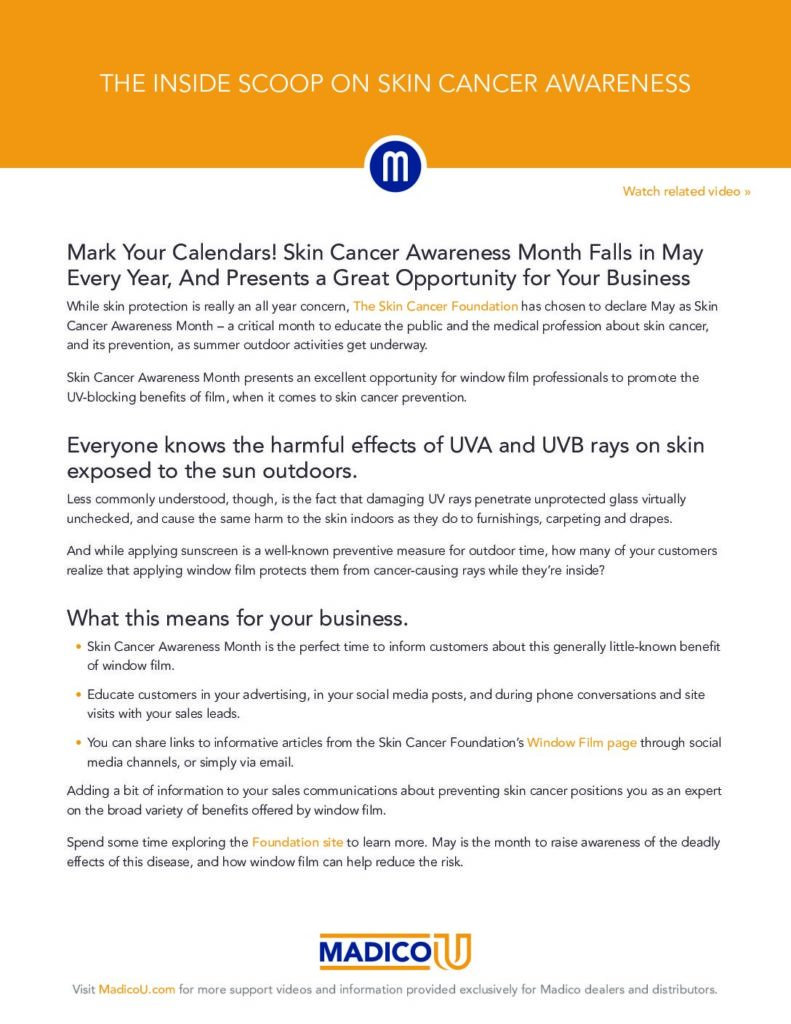 THE INSIDE SCOOP ON SKIN CANCER AWARENESS
m
Watch related video »
Mark Your Calendars! Skin Cancer Awareness Month Falls in May
Every Year, And Presents a Great Opportunity for Your Business
While skin protection is really an all year concern, The Skin Cancer Foundation has chosen to declare May as Skin
Cancer Awareness Month – a critical month to educate the public and the medical profession about skin cancer,
and its prevention, as summer outdoor activities get underway.
Skin Cancer Awareness Month presents an excellent opportunity for window film professionals to promote the
UV-blocking benefits of film, when it comes to skin cancer prevention.
Everyone knows the harmful effects of UVA and UVB rays on skin
exposed to the sun outdoors.
Less commonly understood, though, is the fact that damaging UV rays penetrate unprotected glass virtually
unchecked, and cause the same harm to the skin indoors as they do to furnishings, carpeting and drapes.
And while applying sunscreen is a well-known preventive measure for outdoor time, how many of your customers
realize that applying window film protects them from cancer-causing rays while they’re inside?
What this means for your business.
• Skin Cancer Awareness Month is the perfect time to inform customers about this generally little-known benefit
of window film.
• Educate customers in your advertising, in your social media posts, and during phone conversations and site
visits with your sales leads.
• You can share links to informative articles from the Skin Cancer Foundation’s Window Film page through social
media channels, or simply via email.
Adding a bit of information to your sales communications about preventing skin cancer positions you as an expert
on the broad variety of benefits offered by window film.
Spend some time exploring the Foundation site to learn more. May is the month to raise awareness of the deadly
effects of this disease, and how window film can help reduce the risk.
MADICO U
Visit MadicoU.com for more support videos and information provided exclusively for Madico dealers and distributors.